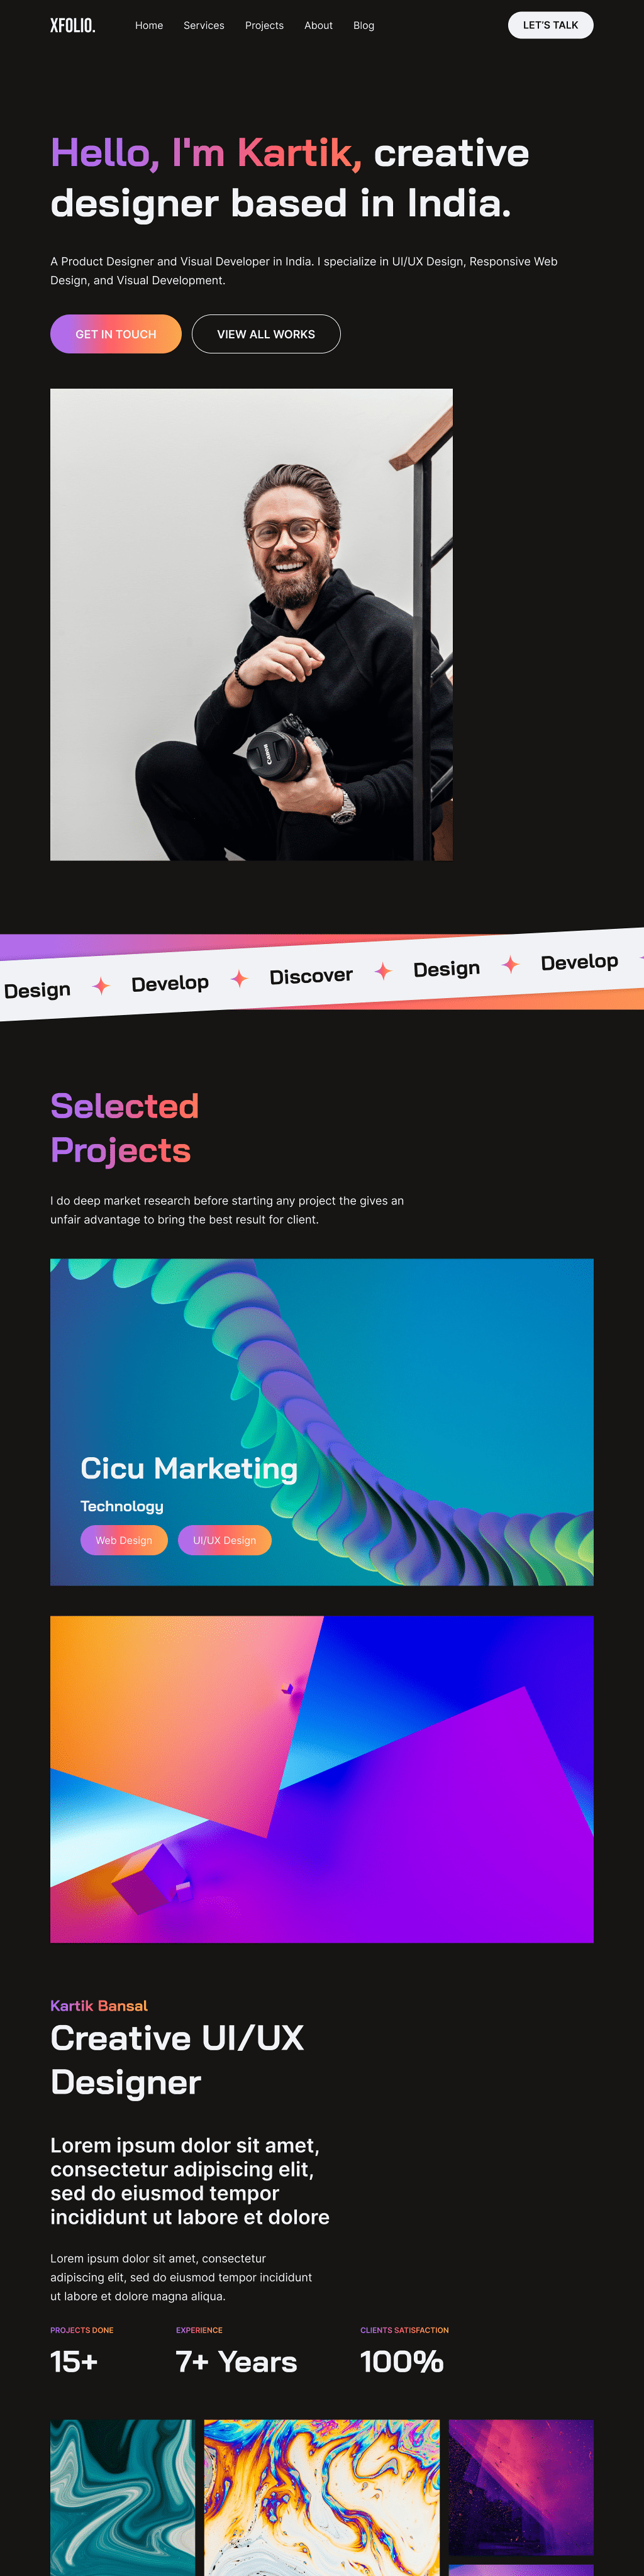 XFOLIO.
Home Services Projects About Blog
LET'S TALK
Hello, I'm Kartik, creative
designer based in India.
A Product Designer and Visual Developer in India. I specialize in UI/UX Design, Responsive Web
Design, and Visual Development.
GET IN TOUCH
VIEW ALL WORKS
Canon
Design Develop Discover Design Develop
Selected
Projects
I do deep market research before starting any project the gives an
unfair advantage to bring the best result for client.
Cicu Marketing
Technology
Web Design
UI/UX Design
Kartik Bansal
Creative UI/UX
Designer
Lorem ipsum dolor sit amet,
consectetur adipiscing elit,
sed do eiusmod tempor
incididunt ut labore et dolore
Lorem ipsum dolor sit amet, consectetur
adipiscing elit, sed do eiusmod tempor incididunt
ut labore et dolore magna aliqua.
PROJECTS DONE
15+
EXPERIENCE
7+ Years
CLIENTS SATISFACTION
100%